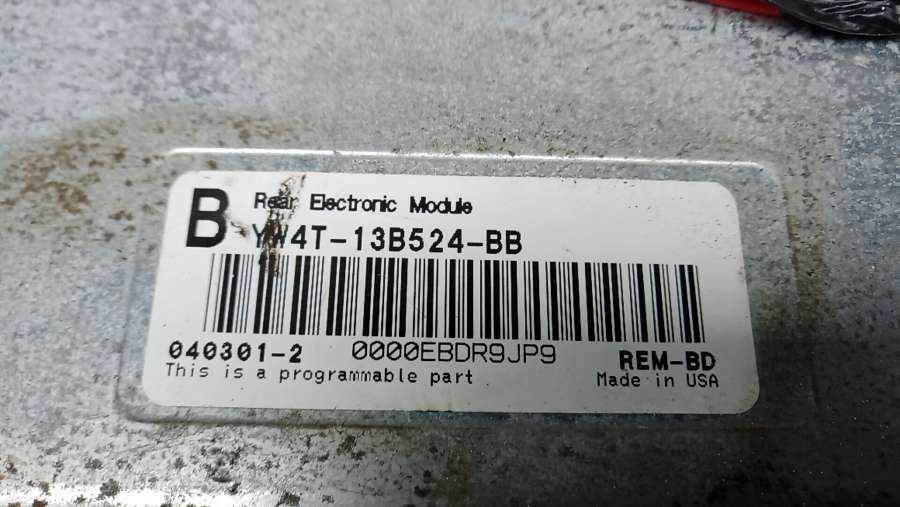 B
Rear Electronic Module
YW4T-13B524-BB
040301-2 0000EBDR9JP9 REM-BD
This is a programmable part Made in USA